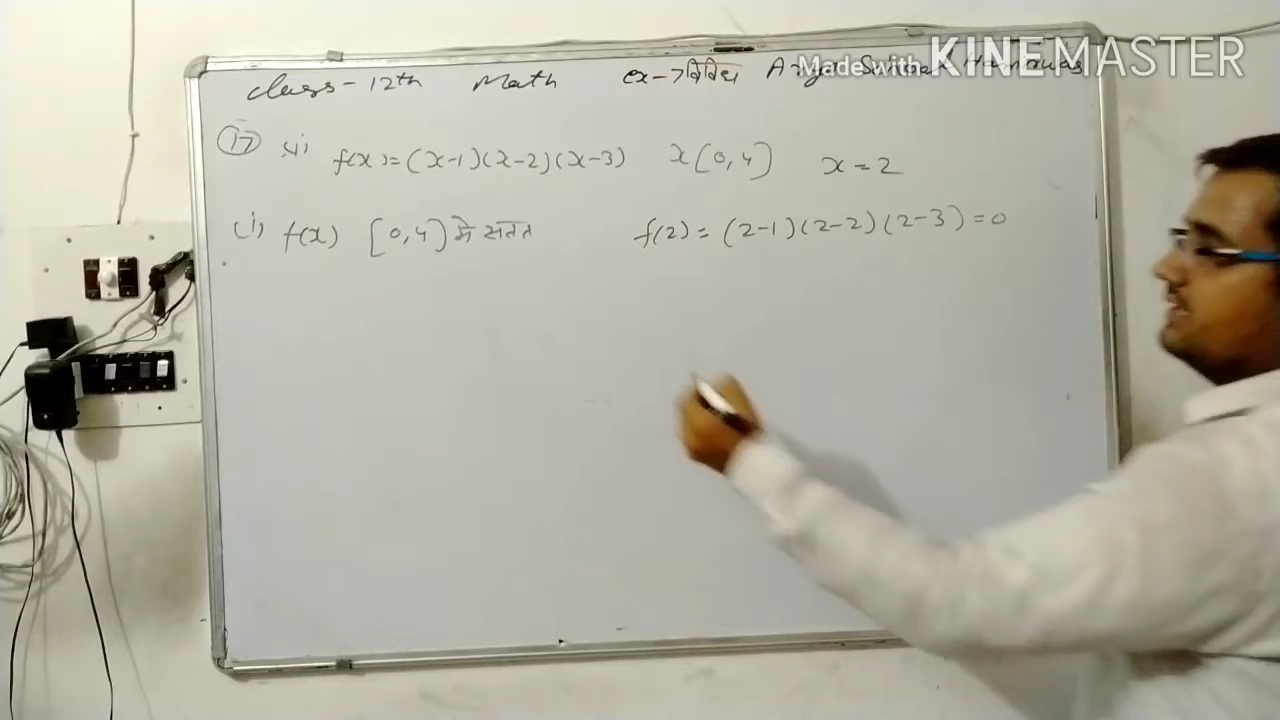 Made with KINEMASTER
class - 12th Math ex-7 विविध
17 f(x) = (x-1)(x-2)(x-3) x[0,4] x = 2
(i) f(x) [0,4] मे सतत f(2) = (2-1)(2-2)(2-3) = 0